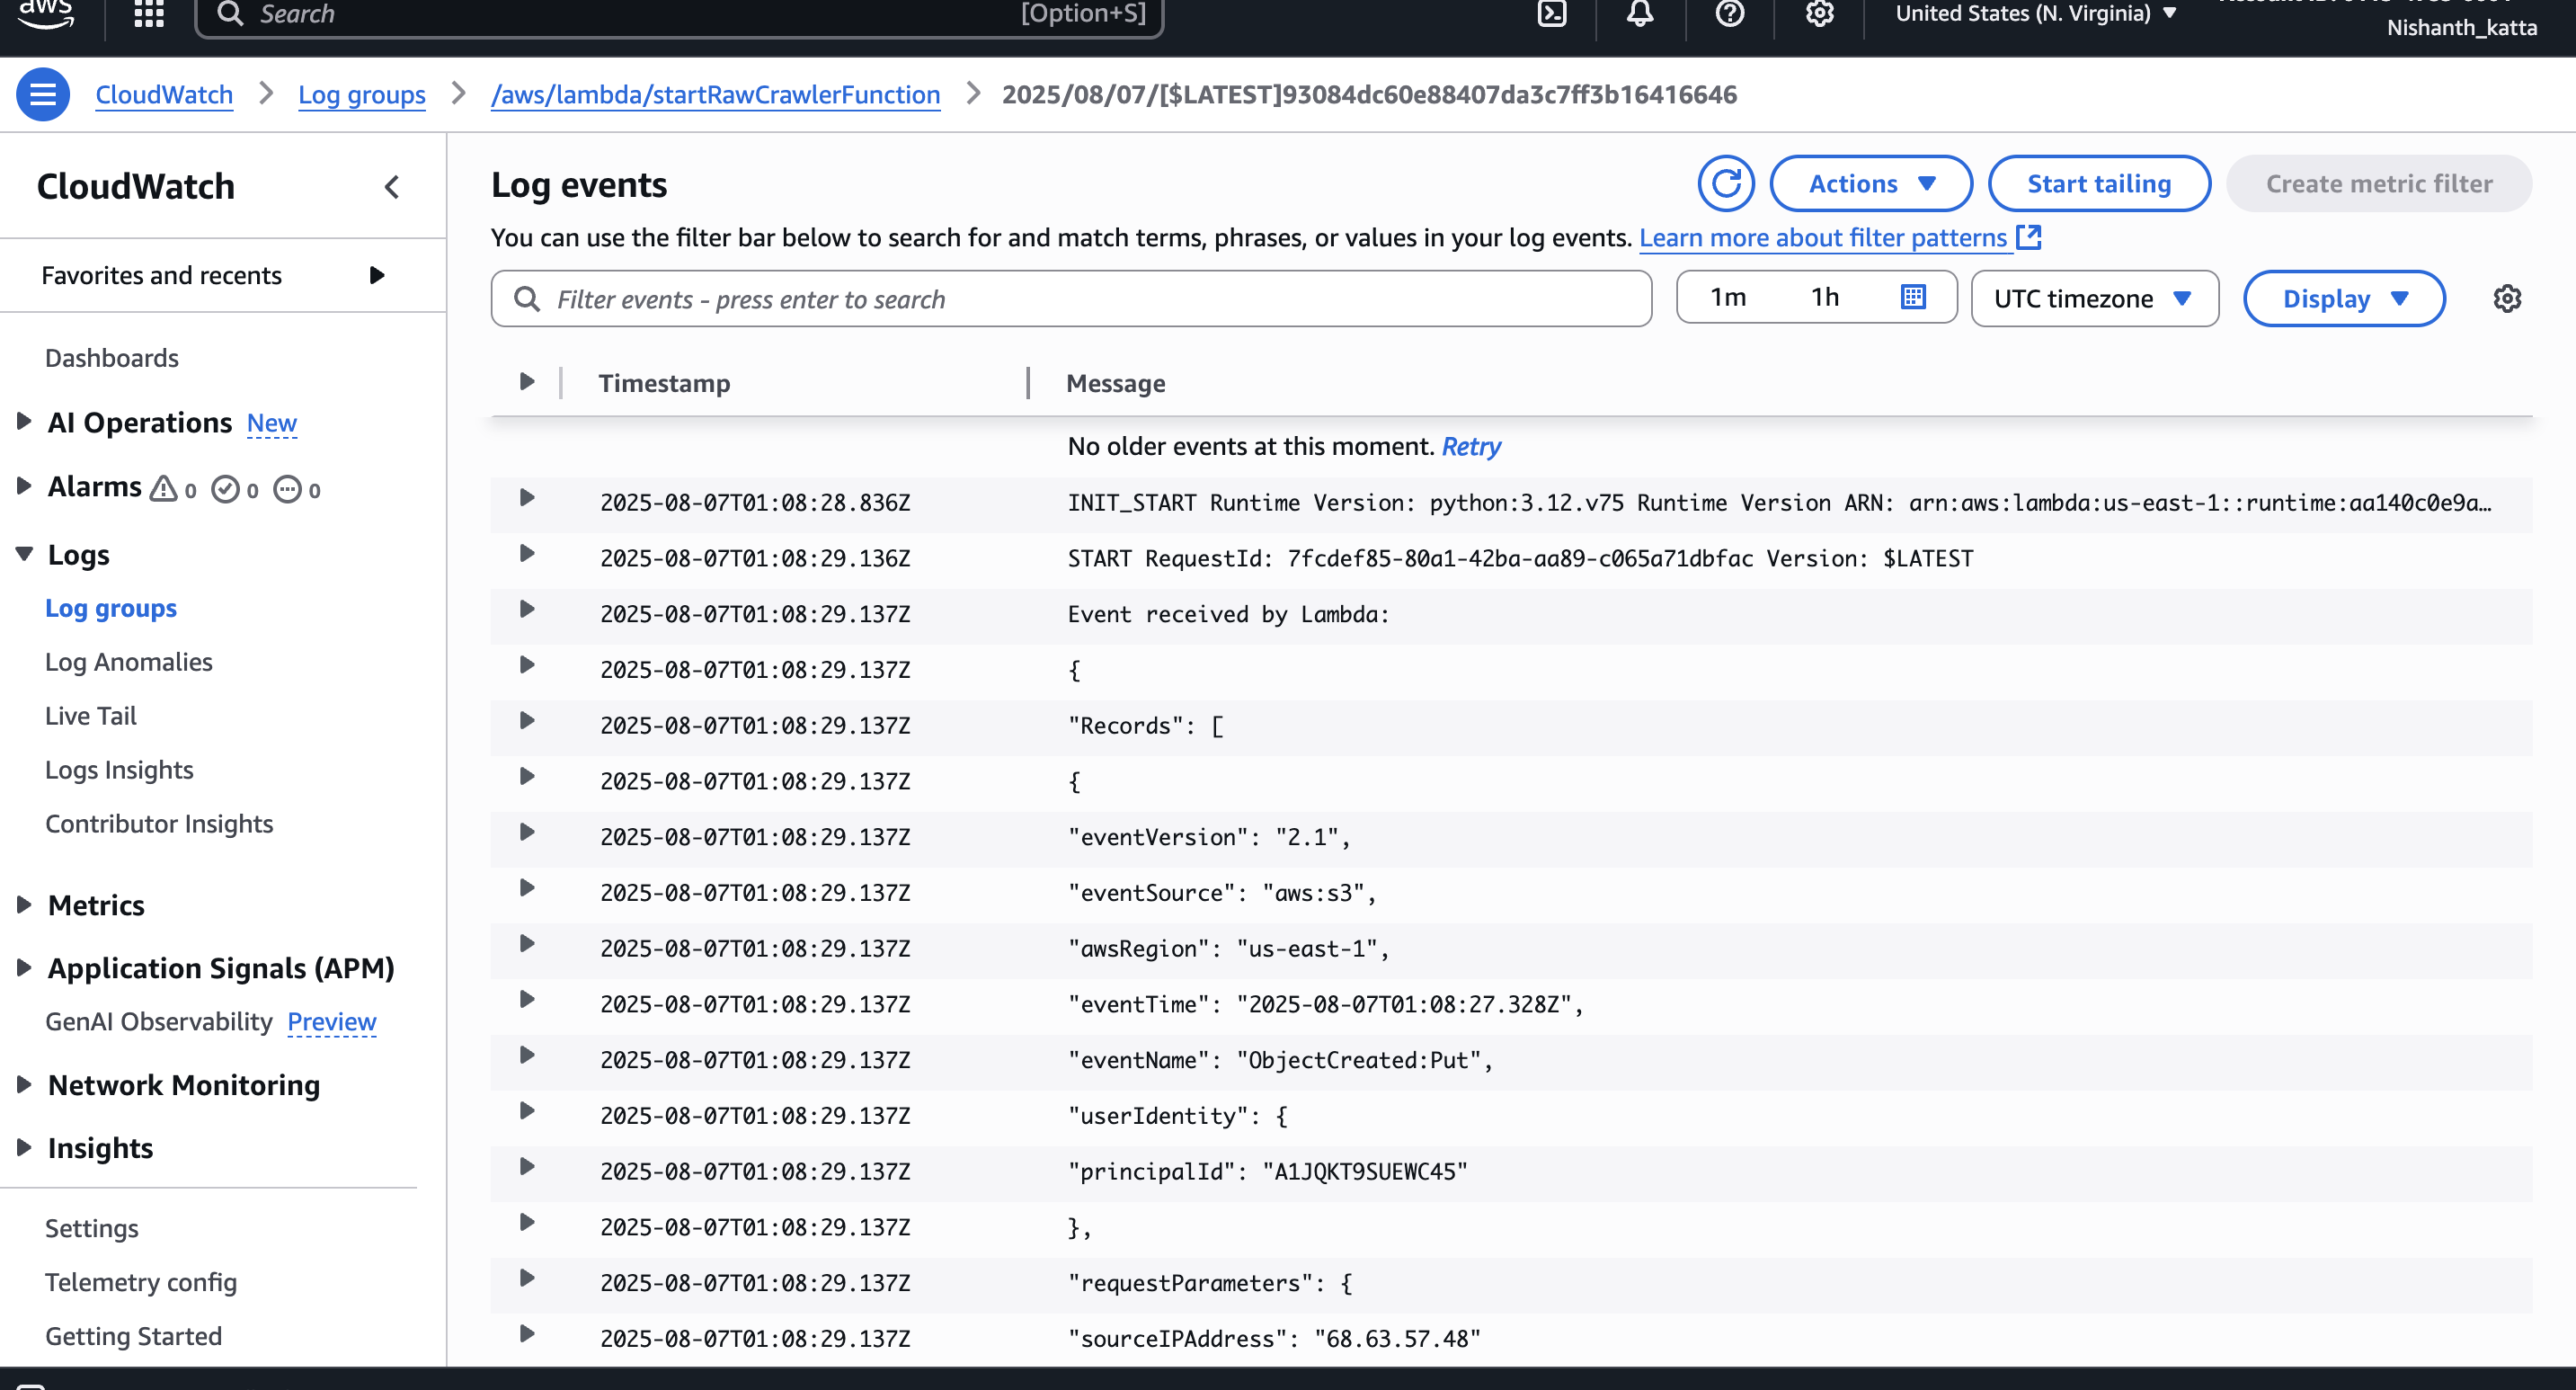 aws Search [Option+S] United States (N. Virginia)
Nishanth_katta
CloudWatch Log groups /aws/lambda/startRawCrawlerFunction 2025/08/07/[$LATEST]93084dc60e88407da3c7ff3b16416646
CloudWatch
Favorites and recents
Dashboards
AI Operations New
Alarms 0 0 0
Logs
Log groups
Log Anomalies
Live Tail
Logs Insights
Contributor Insights
Metrics
Application Signals (APM)
GenAI Observability Preview
Network Monitoring
Insights
Settings
Telemetry config
Getting Started
Log events
Actions Start tailing Create metric filter
You can use the filter bar below to search for and match terms, phrases, or values in your log events. Learn more about filter patterns
Filter events - press enter to search 1m 1h UTC timezone Display
Timestamp Message
No older events at this moment. Retry
2025-08-07T01:08:28.836Z INIT_START Runtime Version: python:3.12.v75 Runtime Version ARN: arn:aws:lambda:us-east-1::runtime:aa140c0e9a…
2025-08-07T01:08:29.136Z START RequestId: 7fcdef85-80a1-42ba-aa89-c065a71dbfac Version: $LATEST
2025-08-07T01:08:29.137Z Event received by Lambda:
2025-08-07T01:08:29.137Z {
2025-08-07T01:08:29.137Z "Records": [
2025-08-07T01:08:29.137Z {
2025-08-07T01:08:29.137Z "eventVersion": "2.1",
2025-08-07T01:08:29.137Z "eventSource": "aws:s3",
2025-08-07T01:08:29.137Z "awsRegion": "us-east-1",
2025-08-07T01:08:29.137Z "eventTime": "2025-08-07T01:08:27.328Z",
2025-08-07T01:08:29.137Z "eventName": "ObjectCreated:Put",
2025-08-07T01:08:29.137Z "userIdentity": {
2025-08-07T01:08:29.137Z "principalId": "A1JQKT9SUEWC45"
2025-08-07T01:08:29.137Z },
2025-08-07T01:08:29.137Z "requestParameters": {
2025-08-07T01:08:29.137Z "sourceIPAddress": "68.63.57.48"